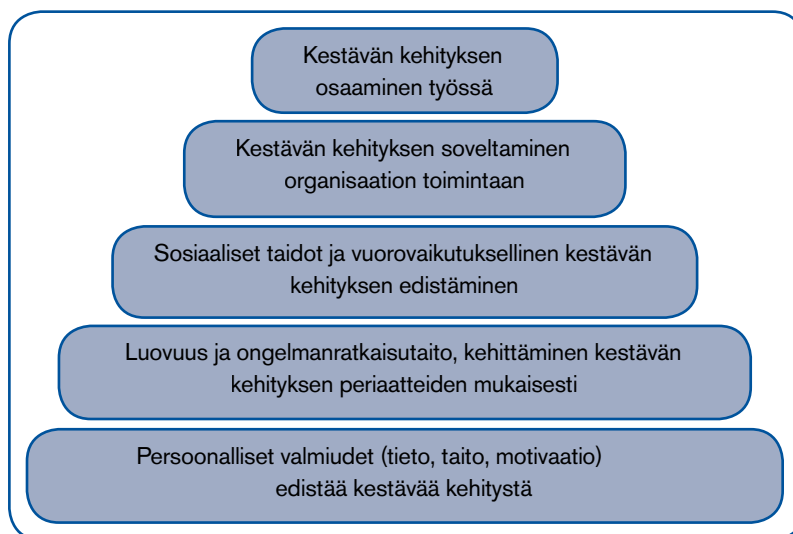 Kestävän kehityksen
osaaminen työssä
Kestävän kehityksen soveltaminen
organisaation toimintaan
Sosiaaliset taidot ja vuorovaikutuksellinen kestävän
kehityksen edistäminen
Luovuus ja ongelmanratkaisutaito, kehittäminen kestävän
kehityksen periaatteiden mukaisesti
Persoonalliset valmiudet (tieto, taito, motivaatio)
edistää kestävää kehitystä